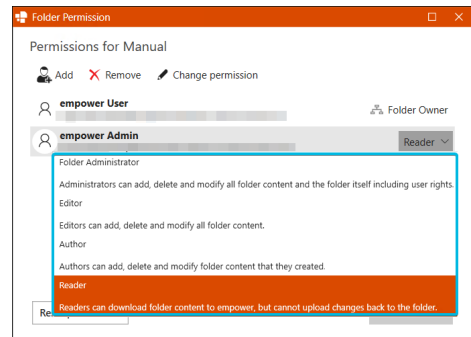 Folder Permission
Permissions for Manual
Add Remove Change permission
empower User
Folder Owner
empower Admin
Reader
Folder Administrator
Administrators can add, delete and modify all folder content and the folder itself including user rights.
Editor
Editors can add, delete and modify all folder content.
Author
Authors can add, delete and modify folder content that they created.
Reader
Readers can download folder content to empower, but cannot upload changes back to the folder.